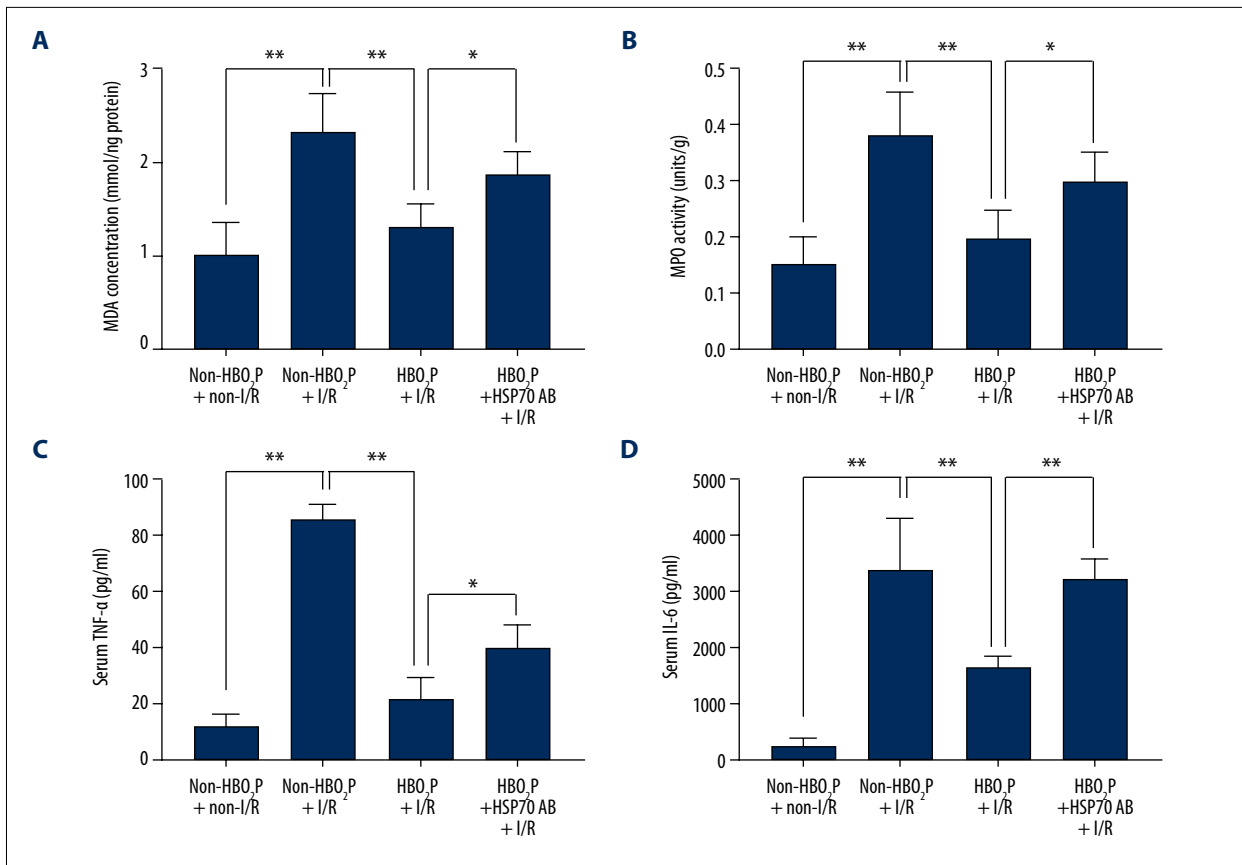 A
MDA concentration (mmol/ng protein)
3
2
1
0
** ** *
Non-HBO2P + non-I/R
Non-HBO2P + I/R
HBO2P + I/R
HBO2P +HSP70 AB + I/R
B
MPO activity (units/g)
0.5
0.4
0.3
0.2
0.1
0.0
** ** *
Non-HBO2P + non-I/R
Non-HBO2P + I/R
HBO2P + I/R
HBO2P +HSP70 AB + I/R
C
Serum TNF-α (pg/ml)
100
80
60
40
20
0
** **
*
Non-HBO2P + non-I/R
Non-HBO2P + I/R
HBO2P + I/R
HBO2P +HSP70 AB + I/R
D
Serum IL-6 (pg/ml)
5000
4000
3000
2000
1000
0
** ** **
Non-HBO2P + non-I/R
Non-HBO2P + I/R
HBO2P + I/R
HBO2P +HSP70 AB + I/R